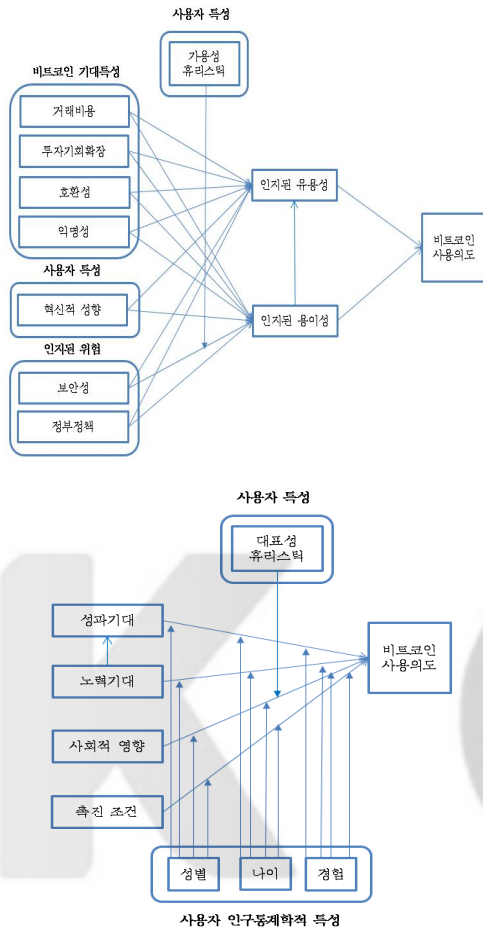 사용자 특성
가용성
휴리스틱
비트코인 기대특성
거래비용
투자기회확장
호환성
익명성
인지된 유용성
비트코인
사용의도
사용자 특성
혁신적 성향
인지된 용이성
인지된 위험
보안성
정부정책
사용자 특성
대표성
휴리스틱
성과기대
노력기대
비트코인
사용의도
사회적 영향
촉진 조건
성별
나이
경험
사용자 인구통제학적 특성